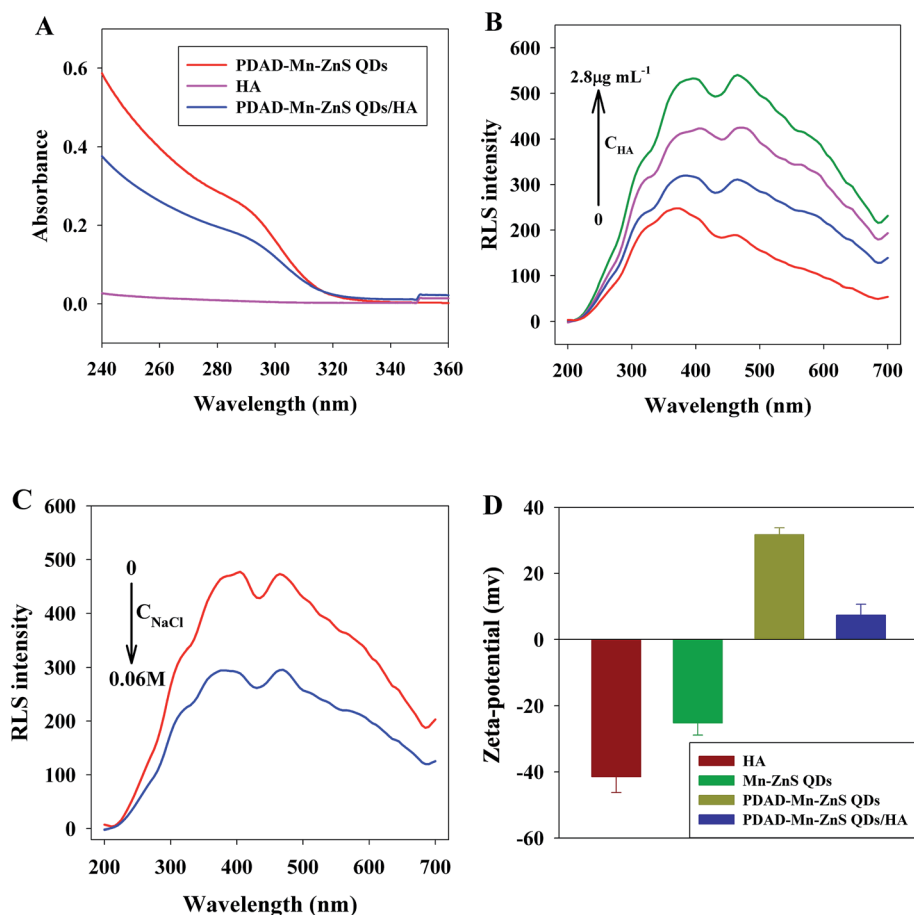 A
PDAD-Mn-ZnS QDs
HA
PDAD-Mn-ZnS QDs/HA
0.6
0.4
0.2
0.0
Absorbance
240 260 280 300 320 340 360
Wavelength (nm)
B
600
500
400
300
200
100
0
RLS intensity
2.8μg mL⁻¹
C_HA
0
200 300 400 500 600 700
Wavelength (nm)
C
600
500
400
300
200
100
0
RLS intensity
0
C_NaCl
0.06M
200 300 400 500 600 700
Wavelength (nm)
D
40
20
0
-20
-40
-60
Zeta-potential (mv)
HA
Mn-ZnS QDs
PDAD-Mn-ZnS QDs
PDAD-Mn-ZnS QDs/HA